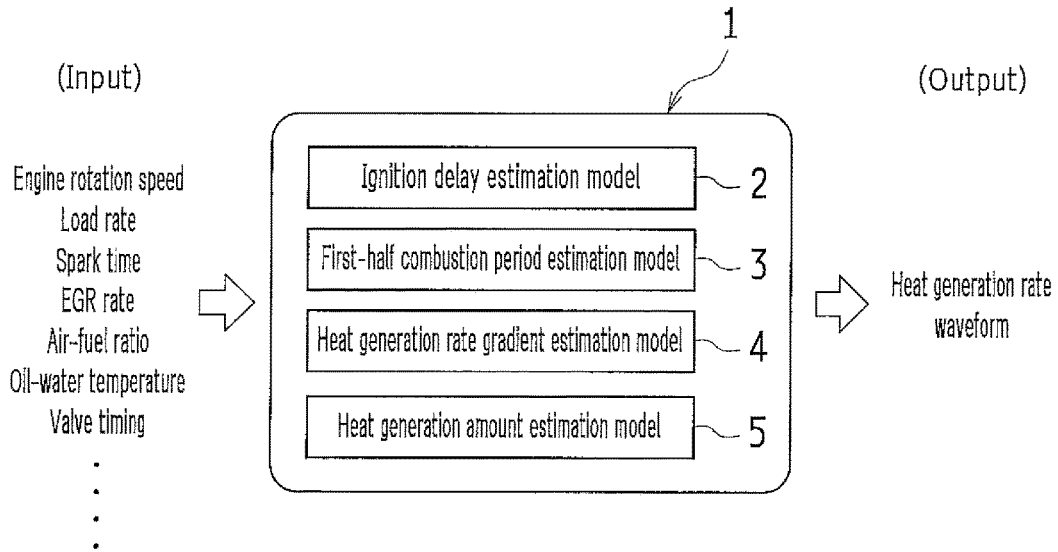 1
(Input)
(Output)
Engine rotation speed
Load rate
Spark time
EGR rate
Air-fuel ratio
Oil-water temperature
Valve timing
Ignition delay estimation model
2
First-half combustion period estimation model
3
Heat generation rate gradient estimation model
4
Heat generation amount estimation model
5
Heat generation rate
waveform